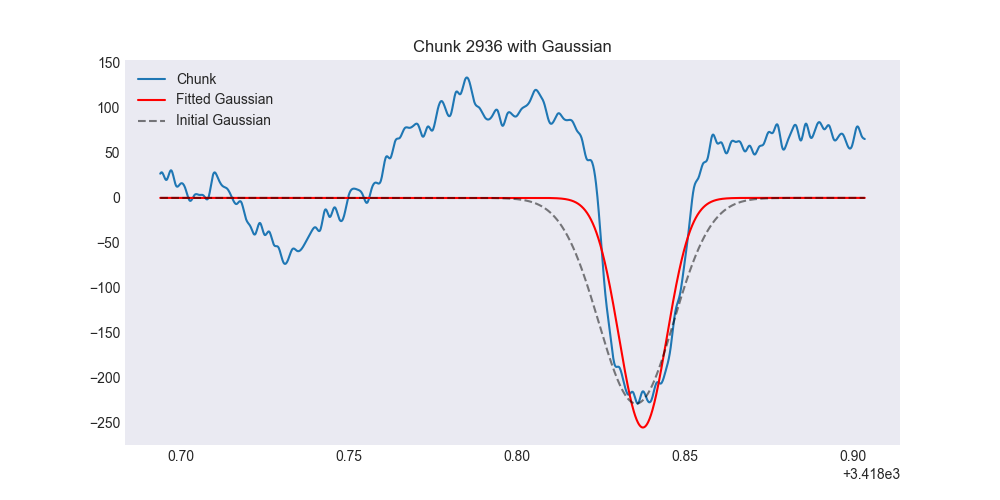 Chunk 2936 with Gaussian
150
100
50
0
−50
−100
−150
−200
−250
Chunk
Fitted Gaussian
Initial Gaussian
0.70 0.75 0.80 0.85 0.90
+3.418e3